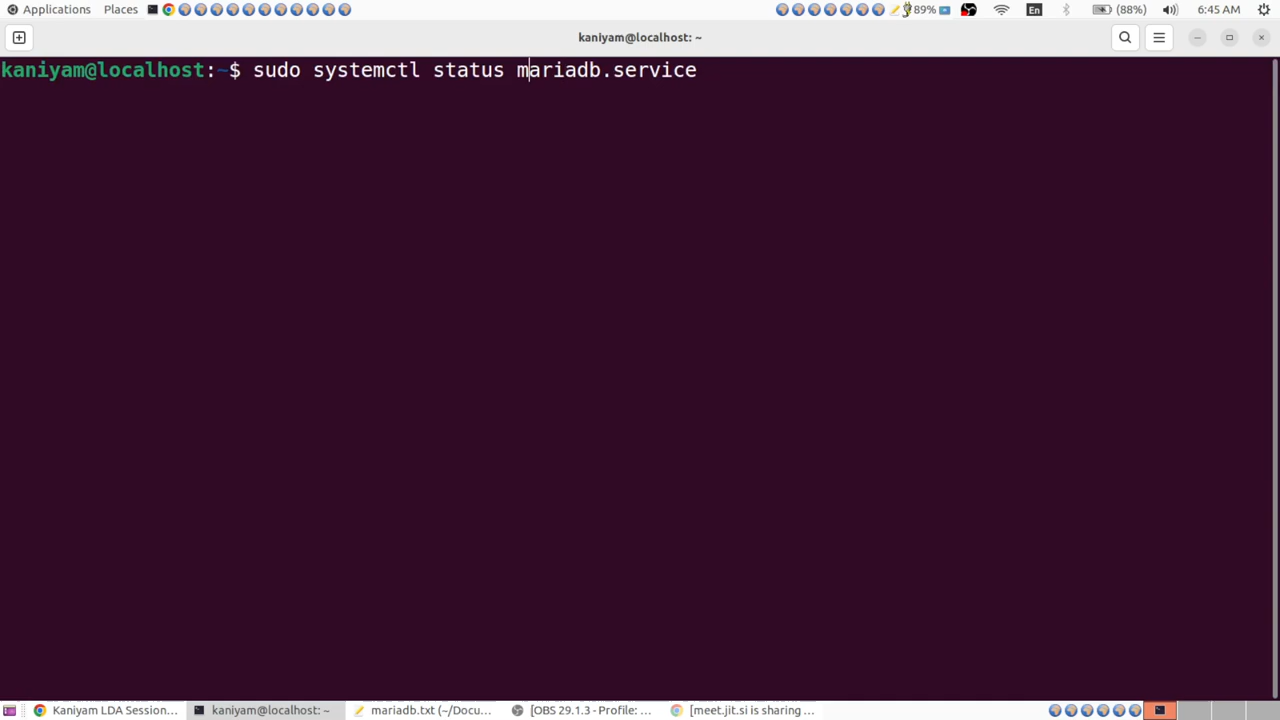 Applications Places 89% En (88%) 6:45 AM
kaniyam@localhost: ~
kaniyam@localhost:~$ sudo systemctl status mariadb.service
Kaniyam LDA Session... kaniyam@localhost: ~ mariadb.txt (~/Docu... [OBS 29.1.3 - Profile: ... [meet.jit.si is sharing ...